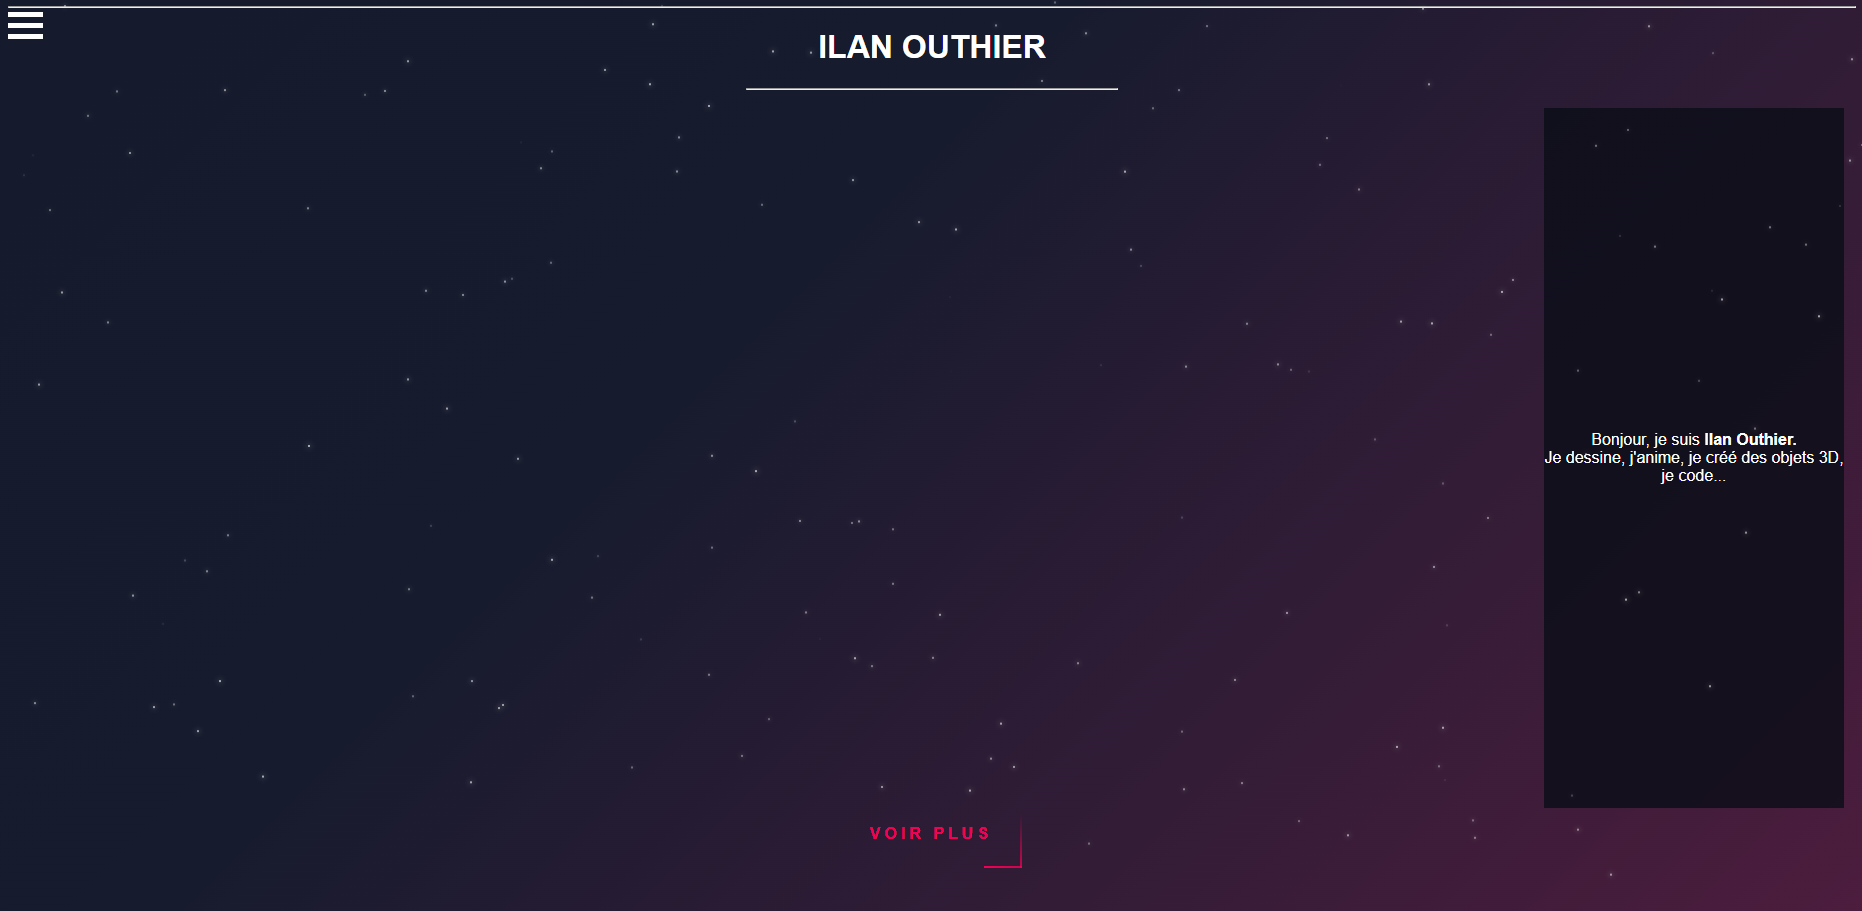 ILAN OUTHIER
Bonjour, je suis Ilan Outhier.
Je dessine, j'anime, je créé des objets 3D,
je code...
VOIR PLUS